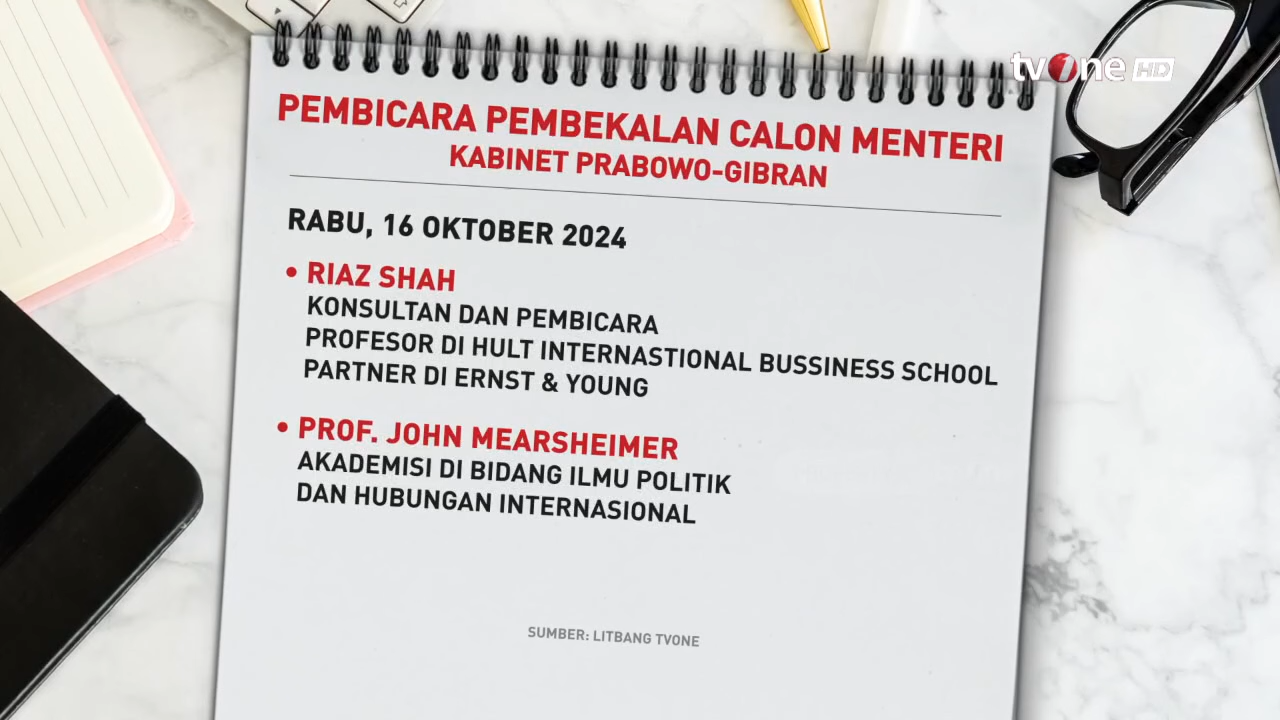 tvOne HD
PEMBICARA PEMBEKALAN CALON MENTERI
KABINET PRABOWO-GIBRAN
RABU, 16 OKTOBER 2024
• RIAZ SHAH
KONSULTAN DAN PEMBICARA
PROFESOR DI HULT INTERNASTIONAL BUSSINESS SCHOOL
PARTNER DI ERNST & YOUNG
• PROF. JOHN MEARSHEIMER
AKADEMISI DI BIDANG ILMU POLITIK
DAN HUBUNGAN INTERNASIONAL
SUMBER: LITBANG TVONE